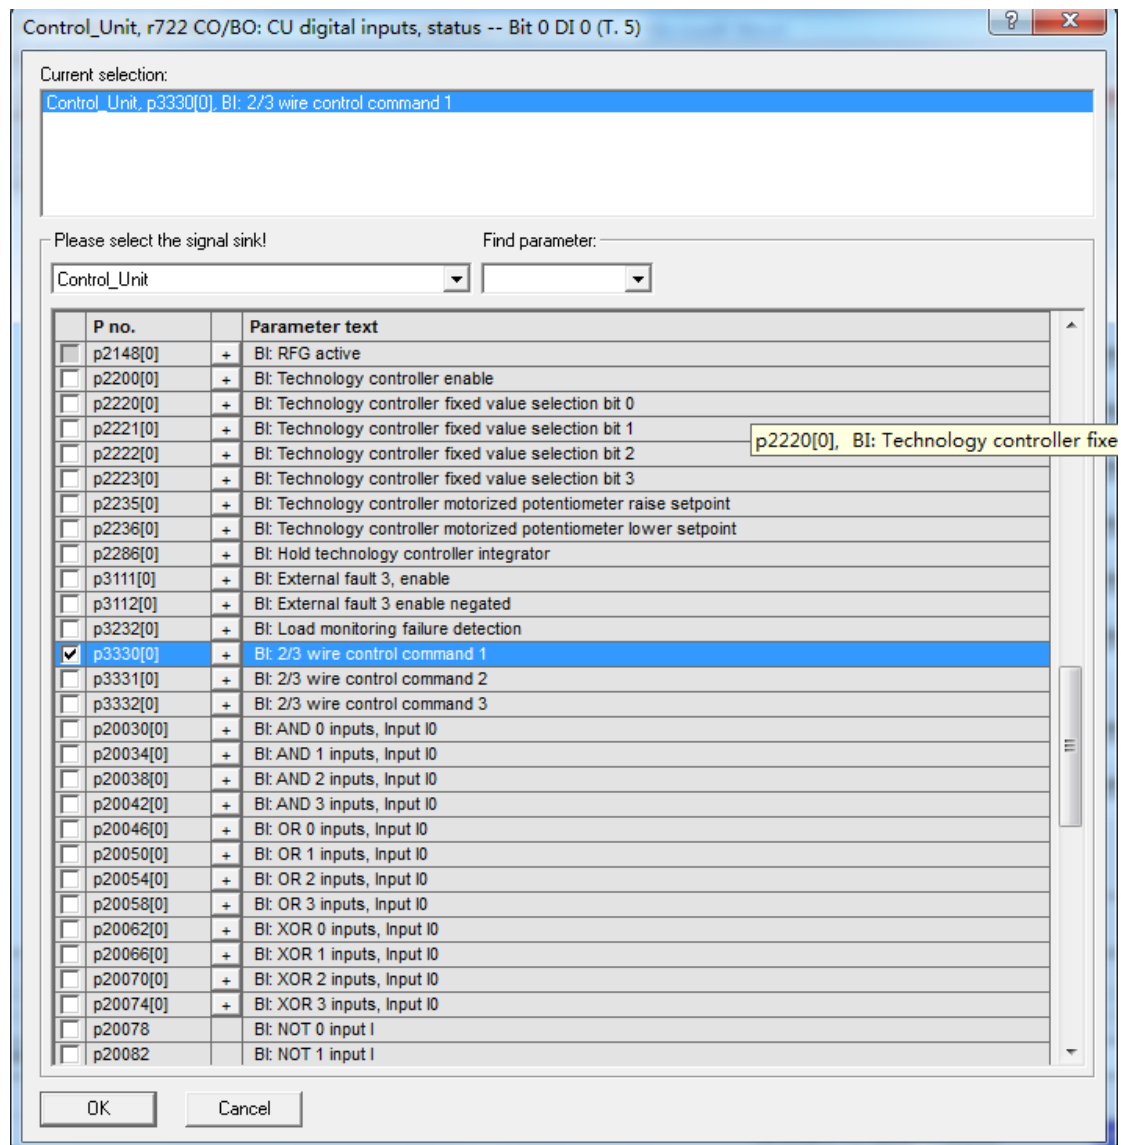 Control_Unit, r722 CO/BO: CU digital inputs, status -- Bit 0 DI 0 (T. 5)
?
X
Current selection:
Control_Unit, p3330[0], BI: 2/3 wire control command 1
Please select the signal sink!
Find parameter:
Control_Unit
P no. Parameter text
p2148[0] + BI: RFG active
p2200[0] + BI: Technology controller enable
p2220[0] + BI: Technology controller fixed value selection bit 0
p2221[0] + BI: Technology controller fixed value selection bit 1
p2220[0], BI: Technology controller fixe
p2222[0] + BI: Technology controller fixed value selection bit 2
p2223[0] + BI: Technology controller fixed value selection bit 3
p2235[0] + BI: Technology controller motorized potentiometer raise setpoint
p2236[0] + BI: Technology controller motorized potentiometer lower setpoint
p2286[0] + BI: Hold technology controller integrator
p3111[0] + BI: External fault 3, enable
p3112[0] + BI: External fault 3 enable negated
p3232[0] + BI: Load monitoring failure detection
p3330[0] + BI: 2/3 wire control command 1
p3331[0] + BI: 2/3 wire control command 2
p3332[0] + BI: 2/3 wire control command 3
p20030[0] + BI: AND 0 inputs, Input I0
p20034[0] + BI: AND 1 inputs, Input I0
p20038[0] + BI: AND 2 inputs, Input I0
p20042[0] + BI: AND 3 inputs, Input I0
p20046[0] + BI: OR 0 inputs, Input I0
p20050[0] + BI: OR 1 inputs, Input I0
p20054[0] + BI: OR 2 inputs, Input I0
p20058[0] + BI: OR 3 inputs, Input I0
p20062[0] + BI: XOR 0 inputs, Input I0
p20066[0] + BI: XOR 1 inputs, Input I0
p20070[0] + BI: XOR 2 inputs, Input I0
p20074[0] + BI: XOR 3 inputs, Input I0
p20078 BI: NOT 0 input I
p20082 BI: NOT 1 input I
OK
Cancel